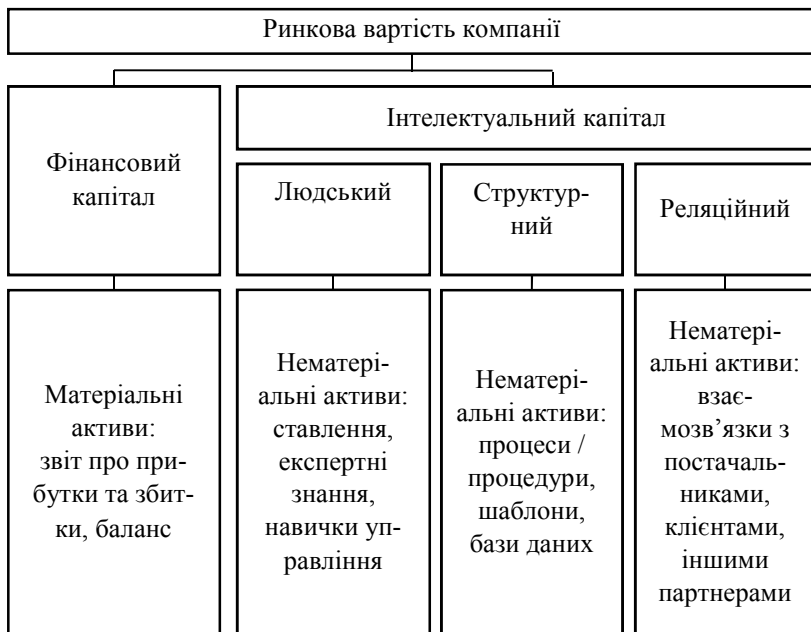 Ринкова вартість компанії
Фінансовий
капітал
Інтелектуальний капітал
Людський
Структур-
ний
Реляційний
Матеріальні
активи:
звіт про при-
бутки та збит-
ки, баланс
Нематері-
альні активи:
ставлення,
експертні
знання,
навички уп-
равління
Нематері-
альні активи:
процеси /
процедури,
шаблони,
бази даних
Нематері-
альні активи:
взає-
мозв’язки з
постачаль-
никами,
клієнтами,
іншими
партнерами